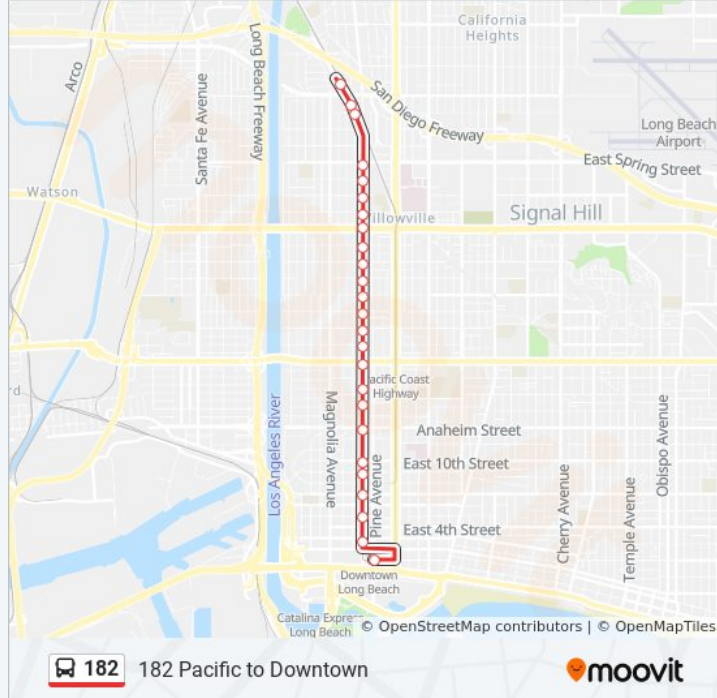 California
Heights
Arco
Long Beach Freeway
Santa Fe Avenue
San Diego Freeway
Long Beach
Airport
East Spring Street
Watson
Willowville
Signal Hill
Pacific Coast
Highway
Magnolia Avenue
Los Angeles River
Anaheim Street
East 10th Street
Pine Avenue
East 4th Street
Cherry Avenue
Temple Avenue
Obispo Avenue
Downtown
Long Beach
Catalina Express
Long Beach
© OpenStreetMap contributors | © OpenMapTiles
182
182 Pacific to Downtown
moovit